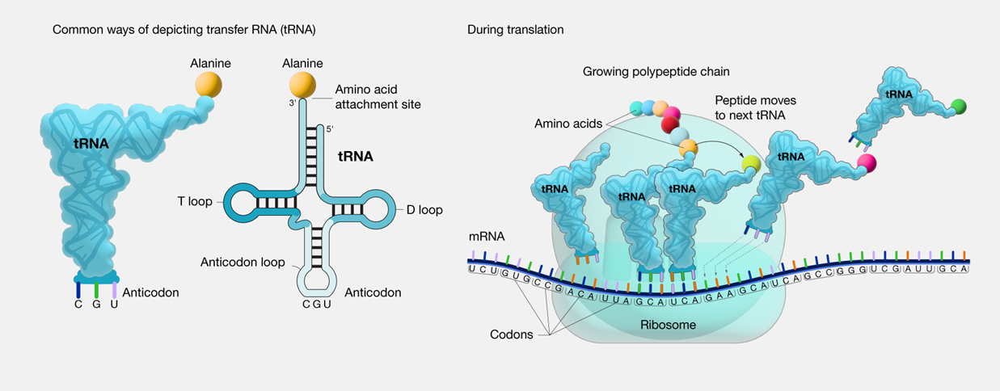 Common ways of depicting transfer RNA (tRNA)
Alanine
tRNA
Anticodon
C G U
Alanine
Amino acid
attachment site
3'
5'
tRNA
T loop
D loop
Anticodon loop
Anticodon
CGU
During translation
Growing polypeptide chain
Peptide moves
to next tRNA
Amino acids
tRNA
tRNA
tRNA
tRNA
tRNA
mRNA
UCUGUGCCGACAUUAGCAUCAGAAGCAUCAGCCGGGUCGAUUGCA
Codons
Ribosome